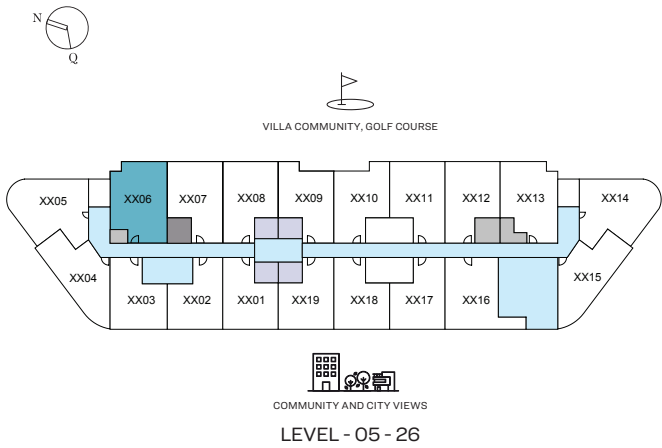 N
Q
VILLA COMMUNITY, GOLF COURSE
XX05
XX06
XX07
XX08
XX09
XX10
XX11
XX12
XX13
XX14
XX04
XX03
XX02
XX01
XX19
XX18
XX17
XX16
XX15
COMMUNITY AND CITY VIEWS
LEVEL - 05 - 26